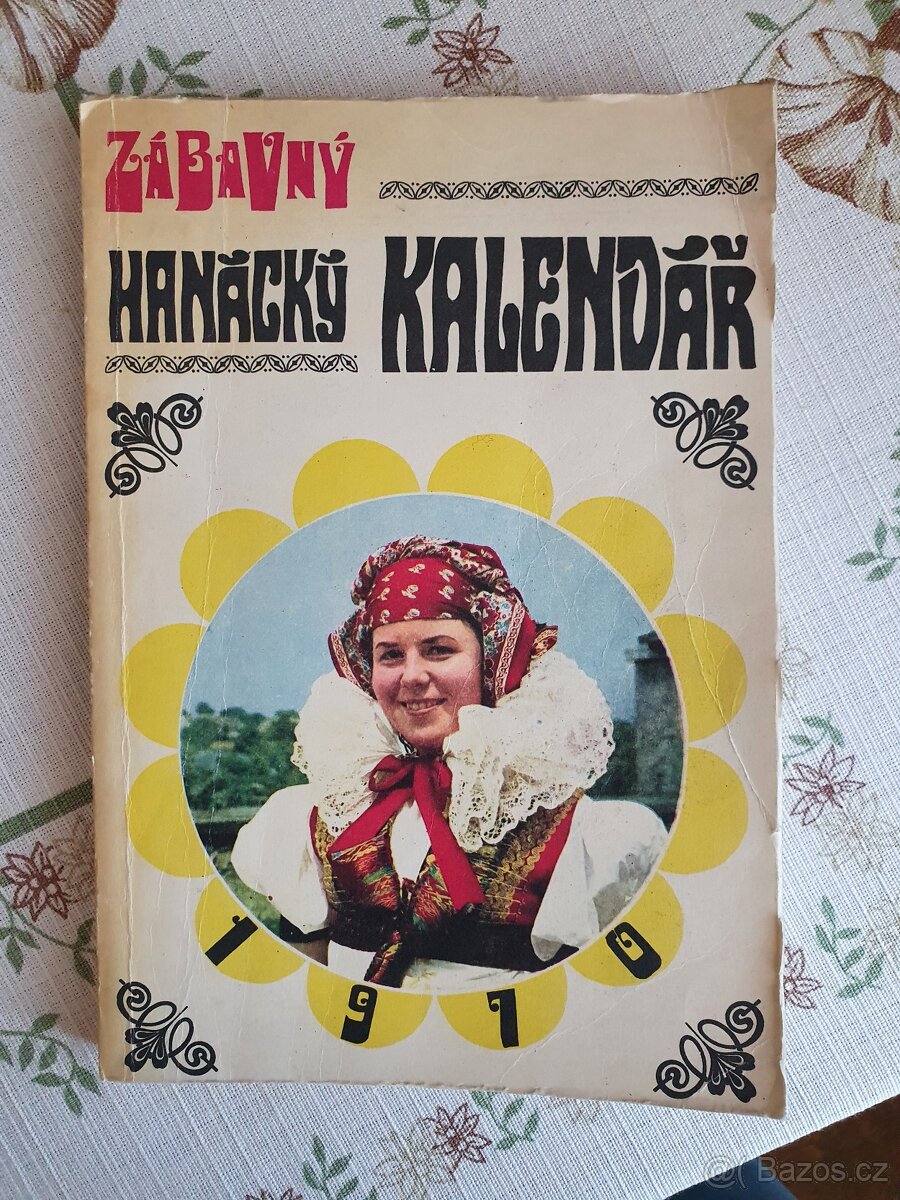 ZÁBAVNÝ
HANÁCKÝ KALENDÁŘ
1970
@( Bazos.cz